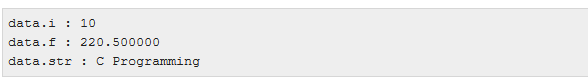 data.i : 10
data.f : 220.500000
data.str : C Programming